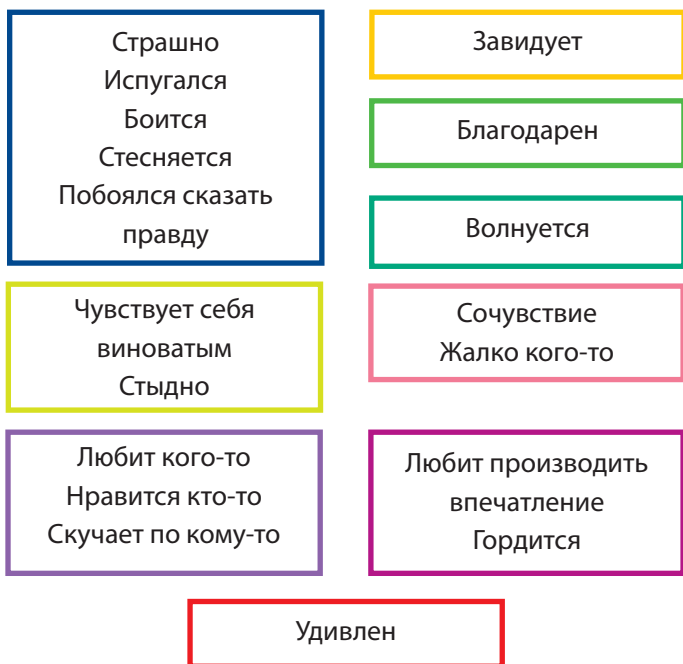 Страшно
Испугался
Боится
Стесняется
Побоялся сказать
правду
Завидует
Благодарен
Волнуется
Чувствует себя
виноватым
Стыдно
Сочувствие
Жалко кого-то
Любит кого-то
Нравится кто-то
Скучает по кому-то
Любит производить
впечатление
Гордится
Удивлен